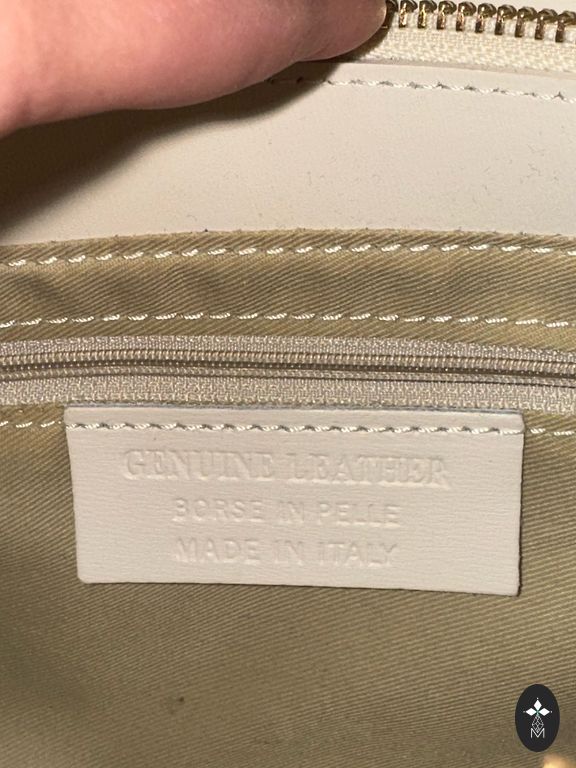 GENUINE LEATHER
BORSE IN PELLE
MADE IN ITALY
M